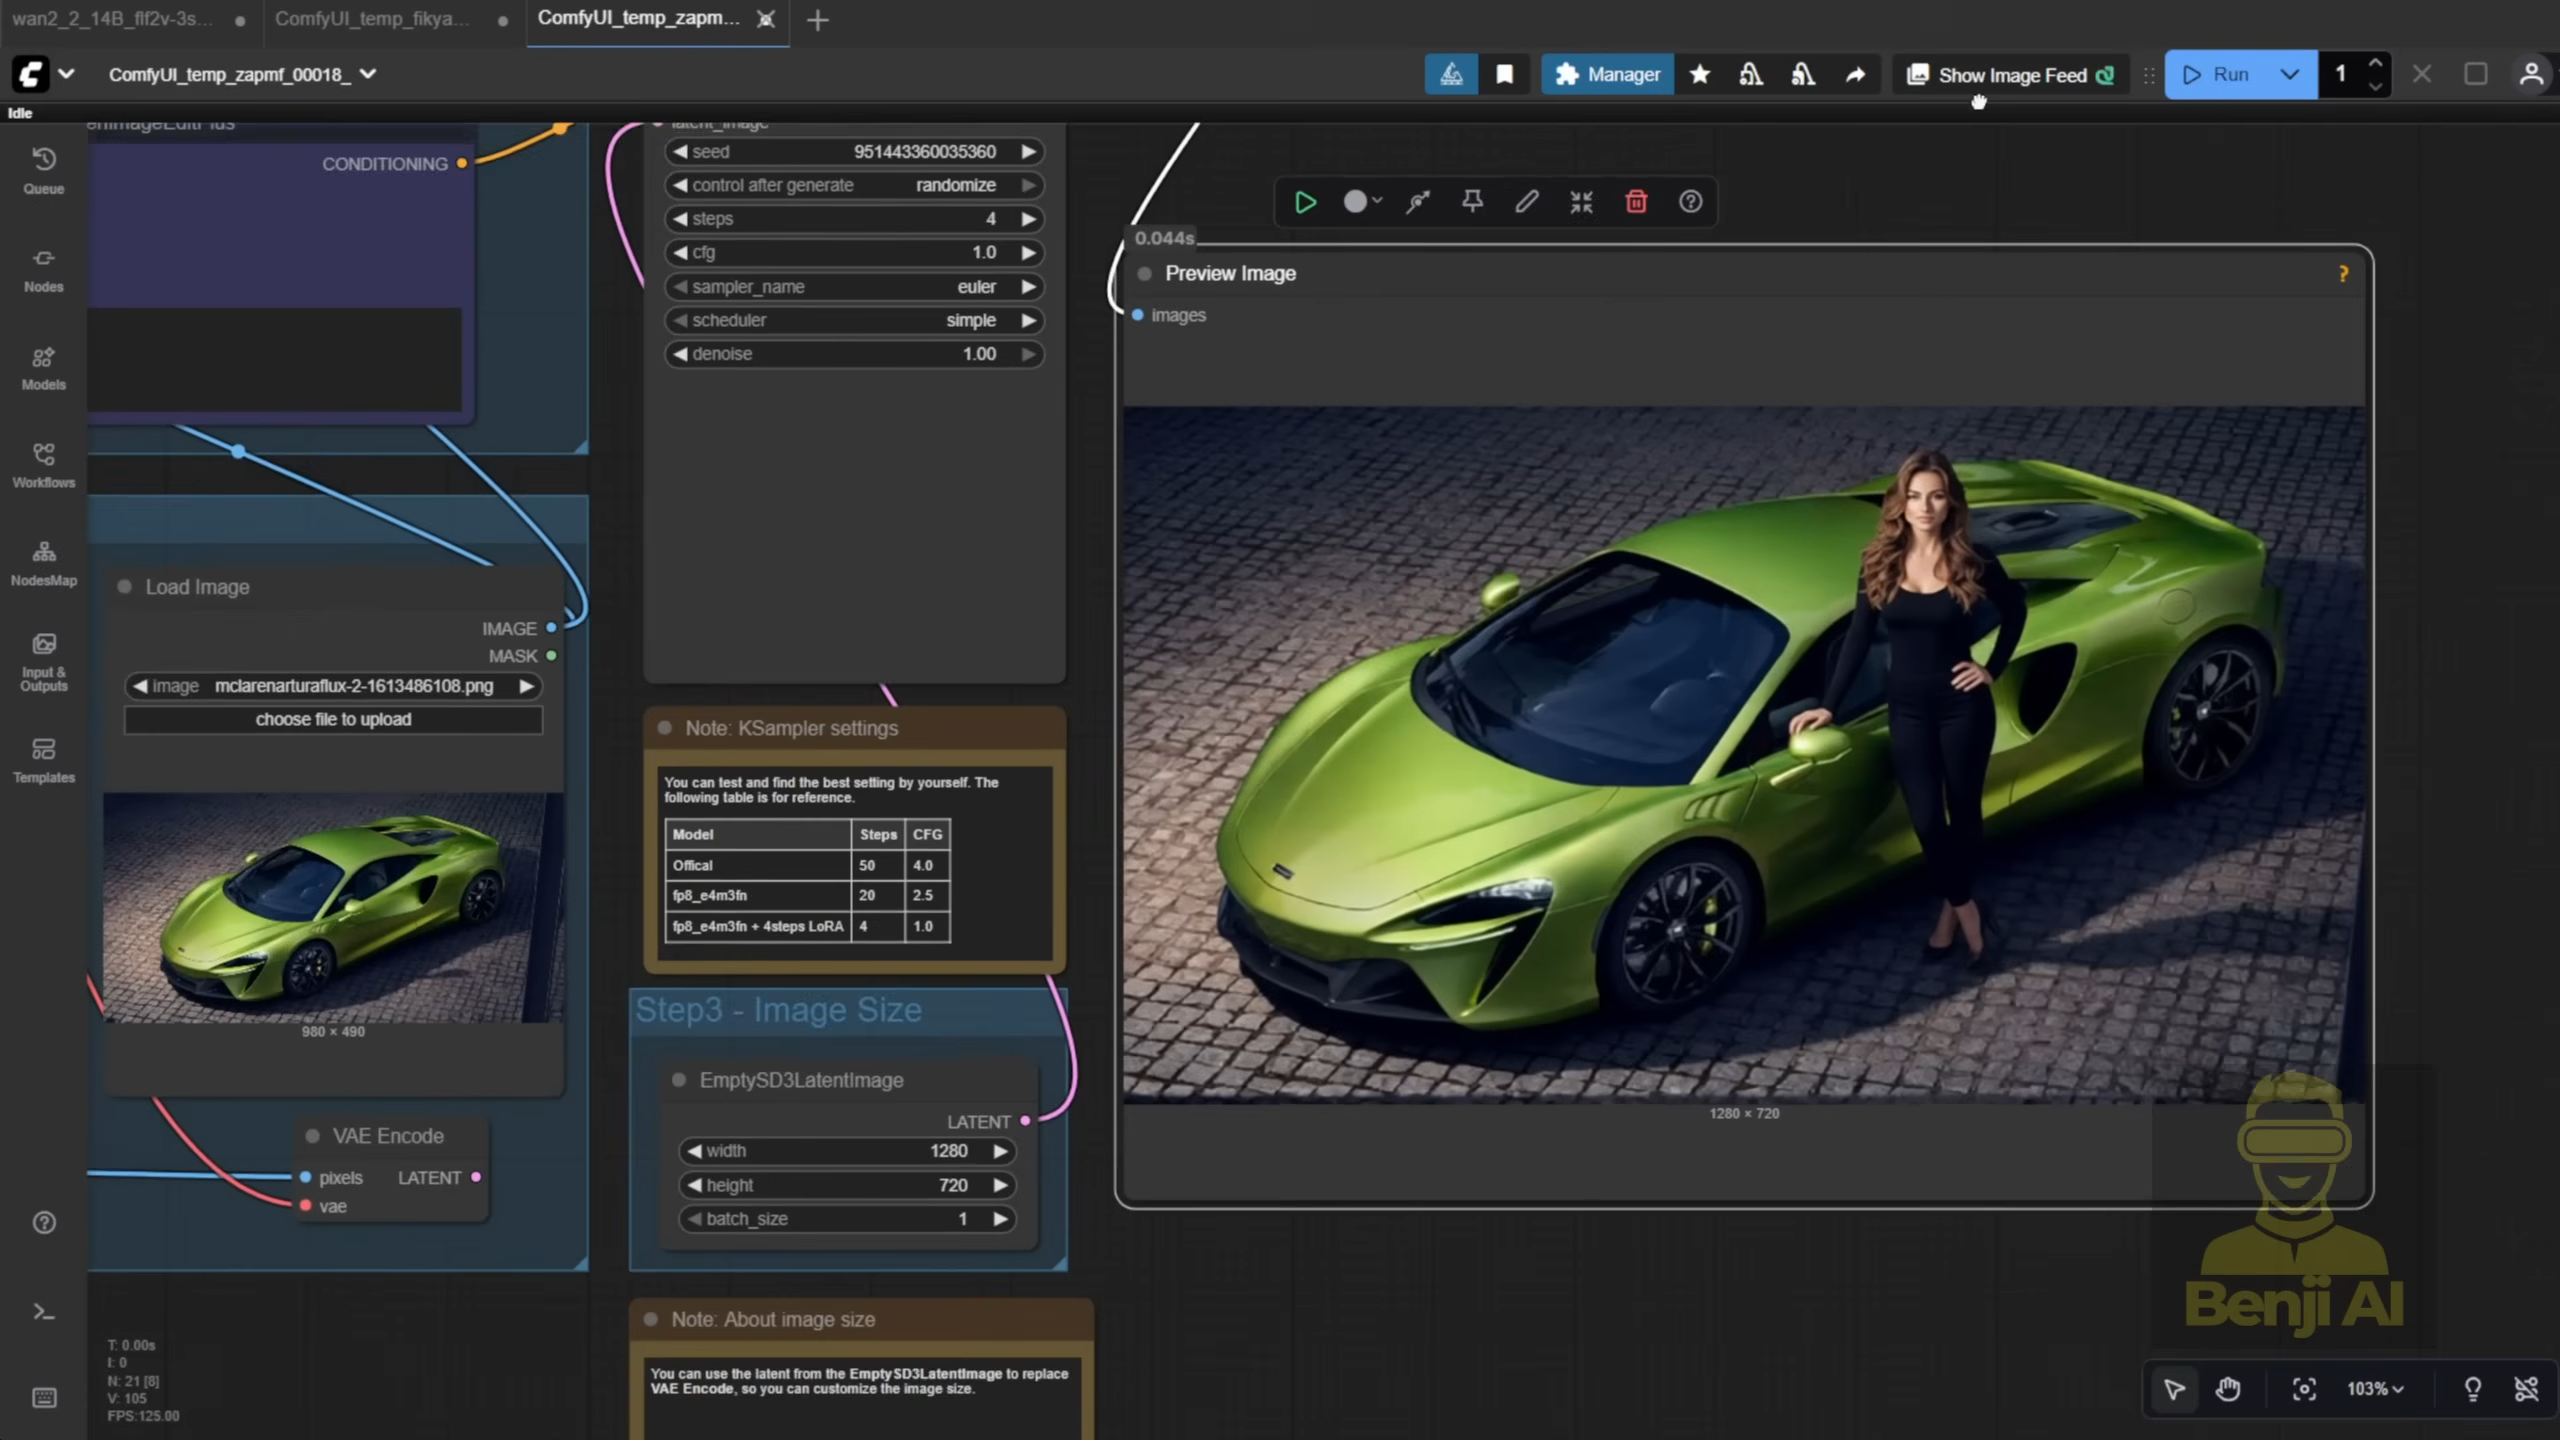 wan2_2_14B_flf2v-3s...
ComfyUI_temp_fikya...
ComfyUI_temp_zapm...
ComfyUI_temp_zapmf_00018_
Manager
Show Image Feed
Run
1
Idle
Queue
Nodes
Models
Workflows
NodesMap
Input &
Outputs
Templates
CONDITIONING
latent_image
seed 951443360035360
control after generate randomize
steps 4
cfg 1.0
sampler_name euler
scheduler simple
denoise 1.00
0.044s
Preview Image ?
images
1280 × 720
Load Image
IMAGE
MASK
image mclarenarturaflux-2-1613486108.png
choose file to upload
980 × 490
VAE Encode
pixels LATENT
vae
Note: KSampler settings
You can test and find the best setting by yourself. The
following table is for reference.
Model Steps CFG
Offical 50 4.0
fp8_e4m3fn 20 2.5
fp8_e4m3fn + 4steps LoRA 4 1.0
Step3 - Image Size
EmptySD3LatentImage
LATENT
width 1280
height 720
batch_size 1
Note: About image size
You can use the latent from the EmptySD3LatentImage to replace
VAE Encode, so you can customize the image size.
T: 0.00s
I: 0
N: 21 [8]
V: 105
FPS:125.00
Benji AI
103%